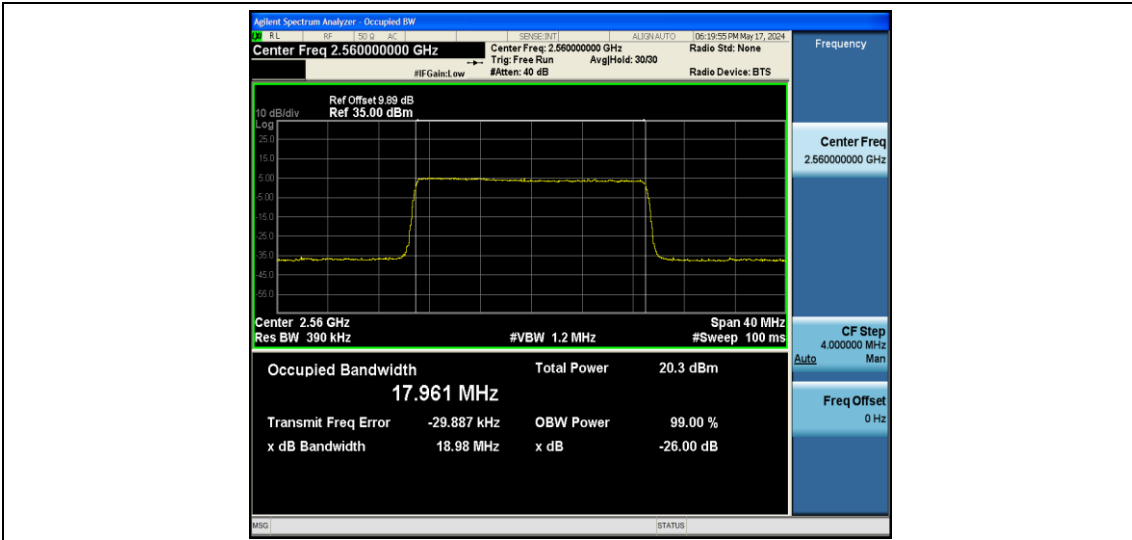 Agilent Spectrum Analyzer - Occupied BW
RL RF 50 Ω AC SENSE:INT ALIGNAUTO 06:19:55 PM May 17, 2024
Center Freq 2.560000000 GHz
Center Freq: 2.560000000 GHz
Radio Std: None
Trig: Free Run Avg|Hold: 30/30
#IFGain:Low #Atten: 40 dB Radio Device: BTS
Ref Offset 9.89 dB
10 dB/div Ref 35.00 dBm
Log
25.0
15.0
5.00
-5.00
-15.0
-25.0
-35.0
-45.0
-55.0
Center 2.56 GHz Span 40 MHz
Res BW 390 kHz #VBW 1.2 MHz #Sweep 100 ms
Occupied Bandwidth Total Power 20.3 dBm
17.961 MHz
Transmit Freq Error -29.887 kHz OBW Power 99.00 %
x dB Bandwidth 18.98 MHz x dB -26.00 dB
MSG STATUS
Frequency
Center Freq
2.560000000 GHz
CF Step
4.000000 MHz
Auto Man
Freq Offset
0 Hz